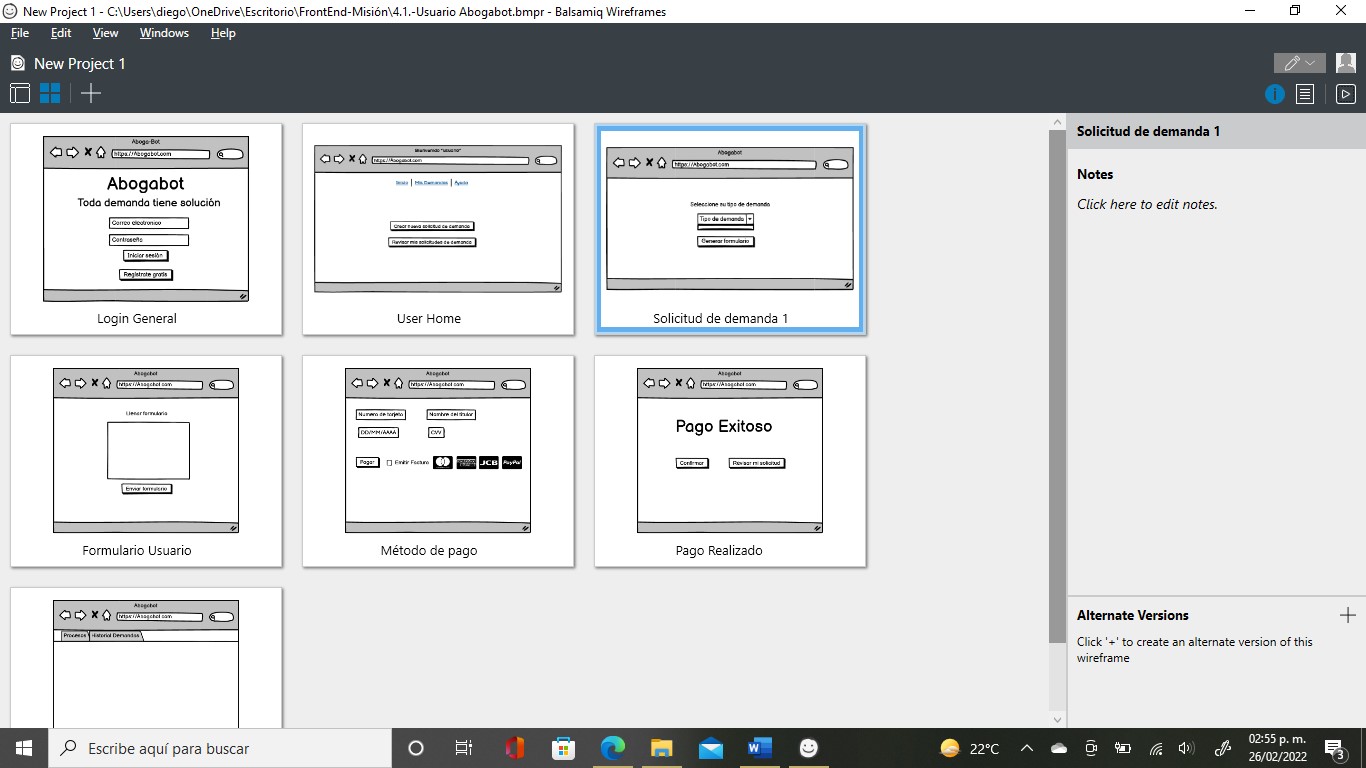 New Project 1 - C:\Users\diego\OneDrive\Escritorio\FrontEnd-Misión\4.1.-Usuario Abogabot.bmpr - Balsamiq Wireframes
File Edit View Windows Help
New Project 1
Aboga-Bot
https://Abogabot.com
Abogabot
Toda demanda tiene solución
Correo electronico
Contraseña
Iniciar sesión
Registrate gratis
Login General
Bienvenido "usuario"
https://Abogabot.com
Inicio | Mis Demandas | Ayuda
Crear nueva solicitud de demanda
Revisar mis solicitudes de demanda
User Home
Abogabot
https://Abogabot.com
Seleccione su tipo de demanda
Tipo de demanda
Generar formulario
Solicitud de demanda 1
Abogabot
https://Abogabot.com
Llenar formulario
Enviar formulario
Formulario Usuario
Abogabot
https://Abogabot.com
Numero de tarjeta Nombre del titular
DD/MM/AAAA CVV
Pagar Emitir Factura JCB PayPal
Método de pago
Abogabot
https://Abogabot.com
Pago Exitoso
Confirmar Revisar mi solicitud
Pago Realizado
Abogabot
https://Abogabot.com
Procesos Historial Demandas
Solicitud de demanda 1
Notes
Click here to edit notes.
Alternate Versions
Click '+' to create an alternate version of this
wireframe
Escribe aquí para buscar
22°C
02:55 p. m.
26/02/2022
3